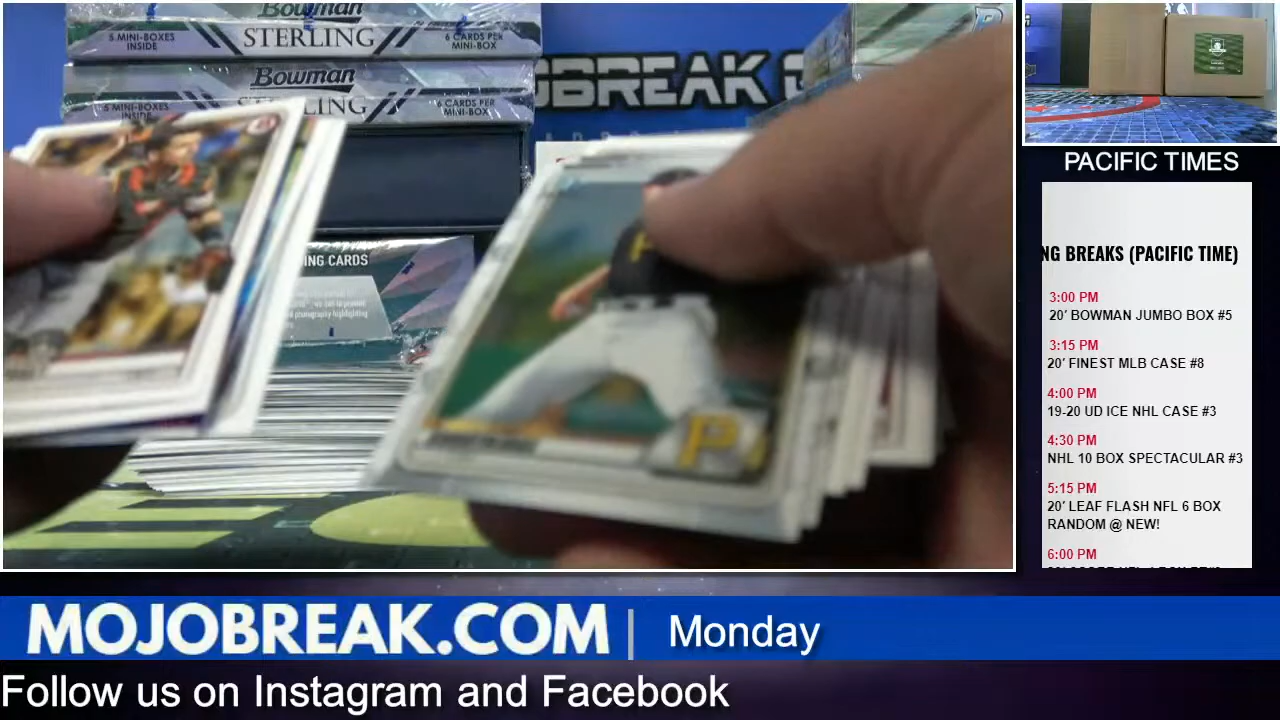 Bowman
5 MINI-BOXES INSIDE
STERLING
6 CARDS PER MINI-BOX
Bowman
5 MINI-BOXES INSIDE
6 CARDS PER MINI-BOX
OBREAK
ING CARDS
P
PACIFIC TIMES
NG BREAKS (PACIFIC TIME)
3:00 PM
20' BOWMAN JUMBO BOX #5
3:15 PM
20' FINEST MLB CASE #8
4:00 PM
19-20 UD ICE NHL CASE #3
4:30 PM
NHL 10 BOX SPECTACULAR #3
5:15 PM
20' LEAF FLASH NFL 6 BOX
RANDOM @ NEW!
6:00 PM
MOJOBREAK.COM | Monday
Follow us on Instagram and Facebook